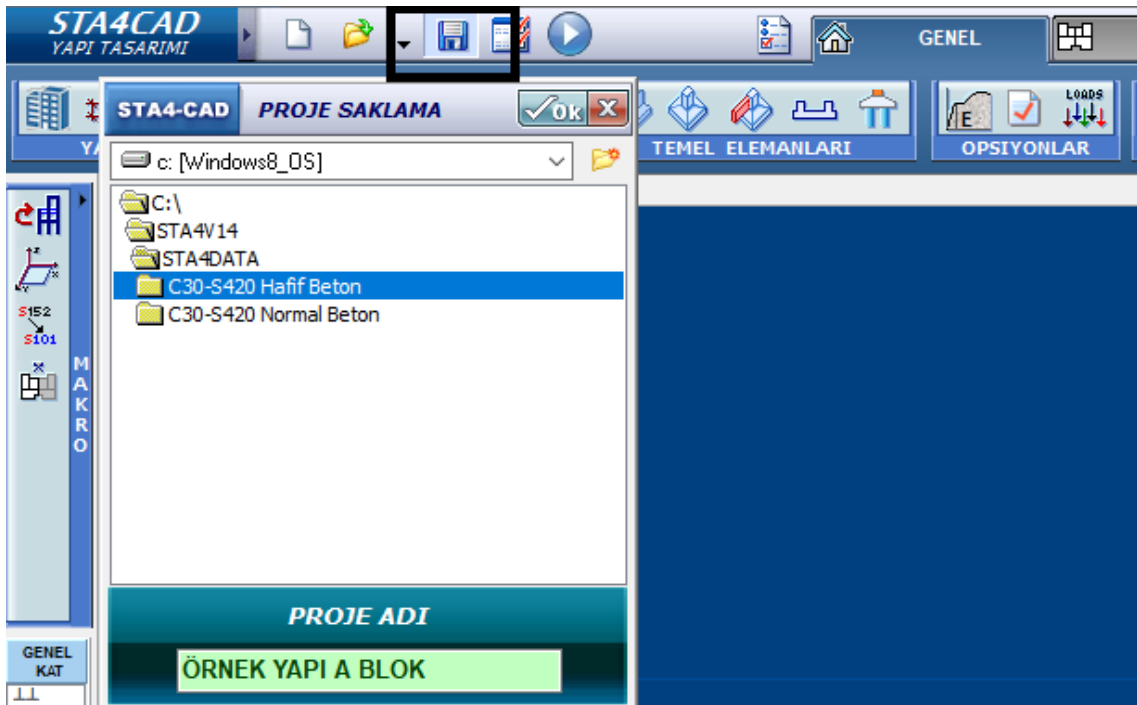 STA4CAD
YAPI TASARIMI
GENEL
STA4-CAD PROJE SAKLAMA Ok
c: [Windows8_OS]
C:\
STA4V14
STA4DATA
C30-S420 Hafif Beton
C30-S420 Normal Beton
TEMEL ELEMANLARI
LOADS
E
OPSIYONLAR
S152
S101
MAKRO
PROJE ADI
ÖRNEK YAPI A BLOK
GENEL
KAT